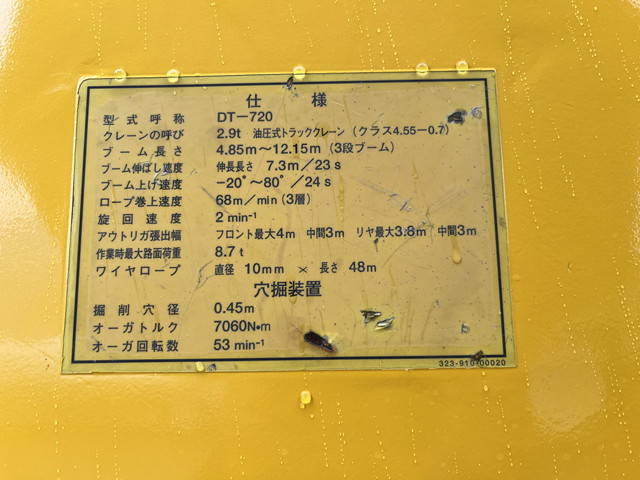 仕様
型式呼称 DT-720
クレーンの呼び 2.9t 油圧式トラッククレーン (クラス4.55-0.7)
ブーム長さ 4.85m~12.15m (3段ブーム)
ブーム伸ばし速度 伸長長さ 7.3m/23s
ブーム上げ速度 -20°~80°/24s
ロープ巻上速度 68m/min (3層)
旋回速度 2 min⁻¹
アウトリガ張出幅 フロント最大4m 中間3m リヤ最大3.8m 中間3m
作業時最大路面荷重 8.7t
ワイヤロープ 直径 10mm × 長さ 48m
穴掘装置
掘削穴径 0.45m
オーガトルク 7060N•m
オーガ回転数 53 min⁻¹
323-910-00020